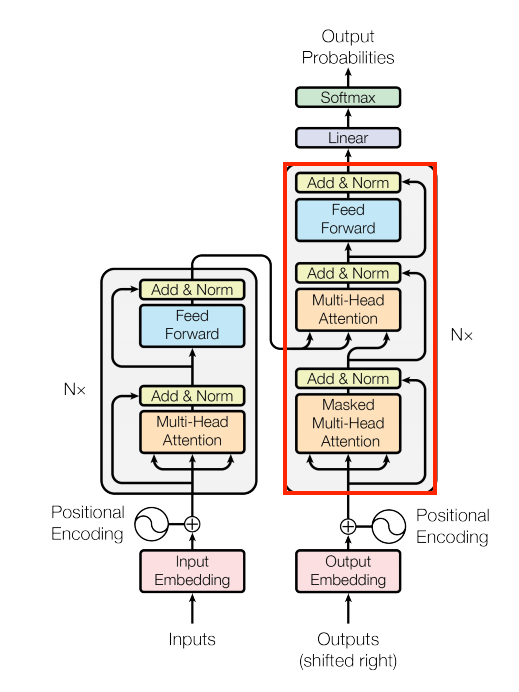 Output
Probabilities
Softmax
Linear
Add & Norm
Feed
Forward
Add & Norm
Multi-Head
Attention
Add & Norm
Masked
Multi-Head
Attention
N×
Add & Norm
Feed
Forward
Add & Norm
Multi-Head
Attention
N×
Positional
Encoding
Positional
Encoding
Input
Embedding
Output
Embedding
Inputs
Outputs
(shifted right)